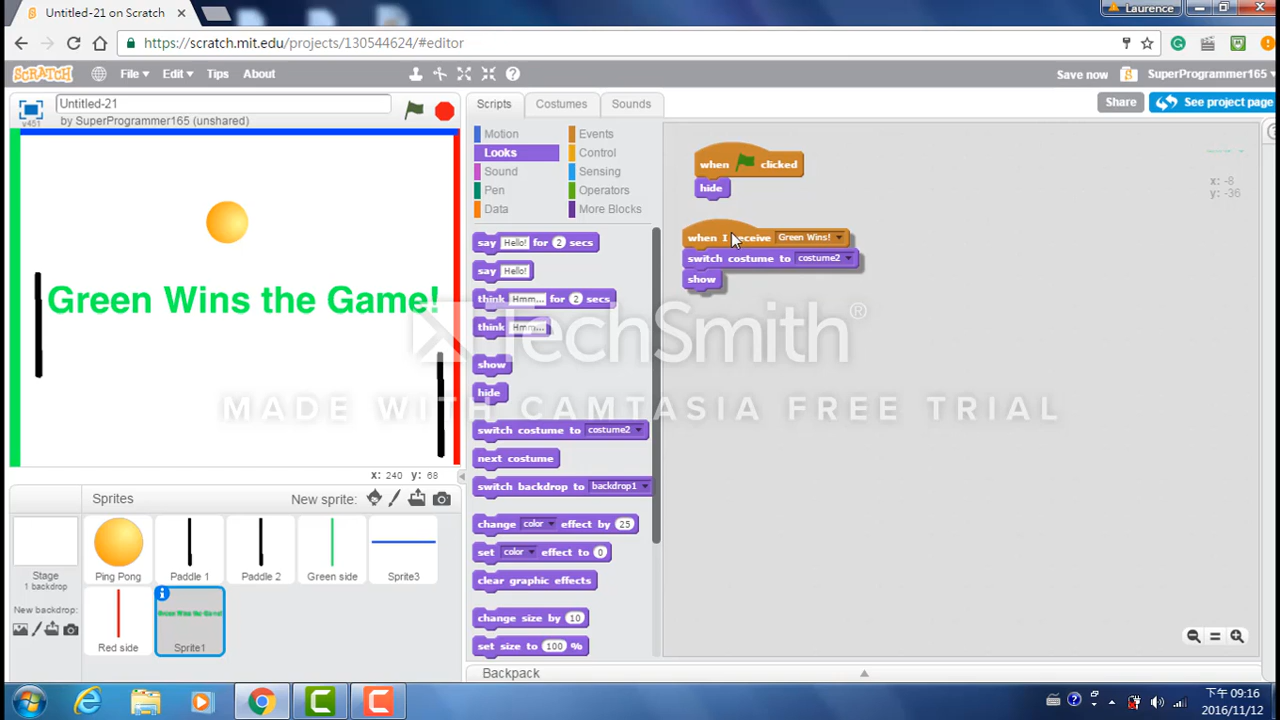 Untitled-21 on Scratch
Laurence
https://scratch.mit.edu/projects/130544624/#editor
SCRATCH File Edit Tips About Save now SuperProgrammer165
Untitled-21
by SuperProgrammer165 (unshared)
v451
Scripts Costumes Sounds
Share See project page
Motion Events
Looks Control
Sound Sensing
Pen Operators
Data More Blocks
say Hello! for 2 secs
say Hello!
think Hmm... for 2 secs
think Hmm...
show
hide
switch costume to costume2
next costume
switch backdrop to backdrop1
change color effect by 25
set color effect to 0
clear graphic effects
change size by 10
set size to 100 %
when clicked
hide
when I receive Green Wins!
switch costume to costume2
show
x: -8
y: -36
Green Wins the Game!
TechSmith®
MADE WITH CAMTASIA FREE TRIAL
x: 240 y: 68
Sprites New sprite:
Stage
1 backdrop
New backdrop:
Ping Pong Paddle 1 Paddle 2 Green side Sprite3
Red side
Green Wins the Game!
Sprite1
Backpack
下午 09:16
2016/11/12